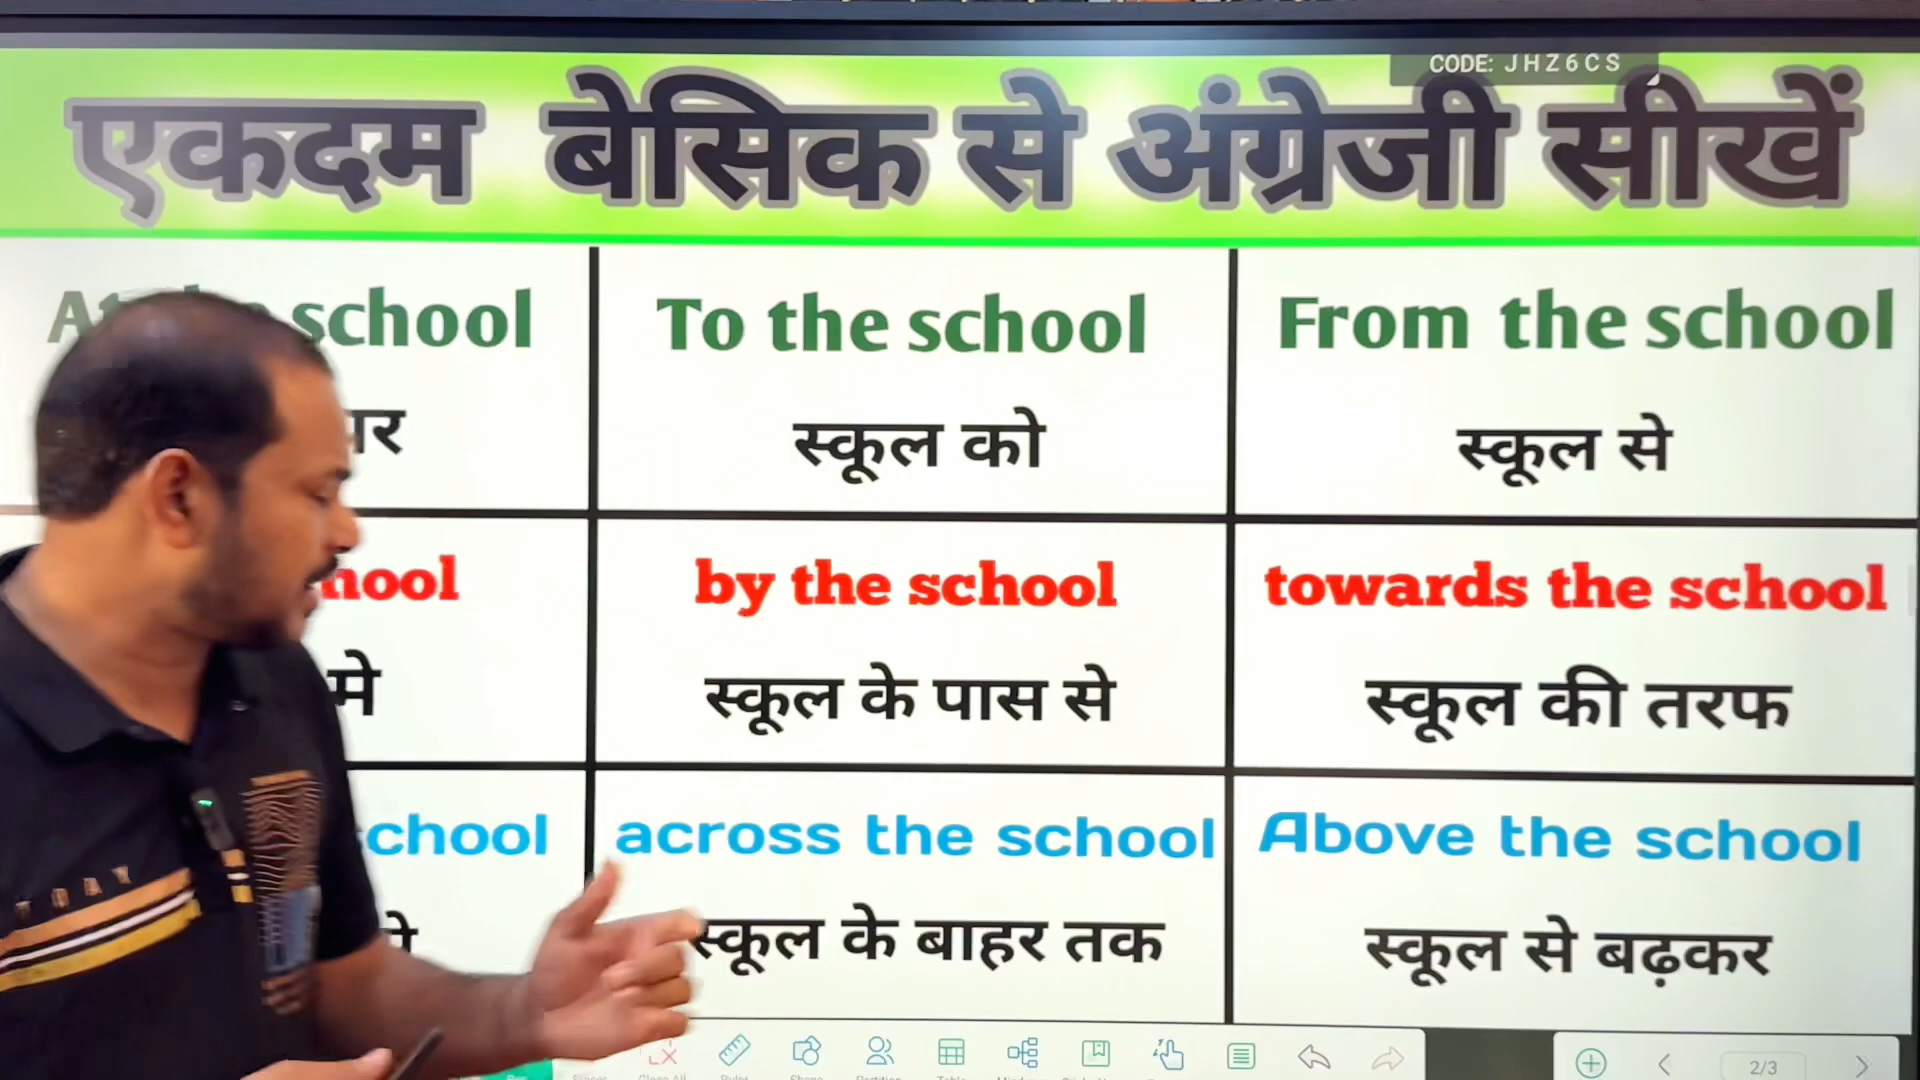 CODE: JHZ6CS
एकदम बेसिक से अंग्रेजी सीखें
school To the school From the school
स्कूल को स्कूल से
by the school towards the school
मे स्कूल के पास से स्कूल की तरफ
across the school Above the school
स्कूल के बाहर तक स्कूल से बढ़कर
TODAY
2/3